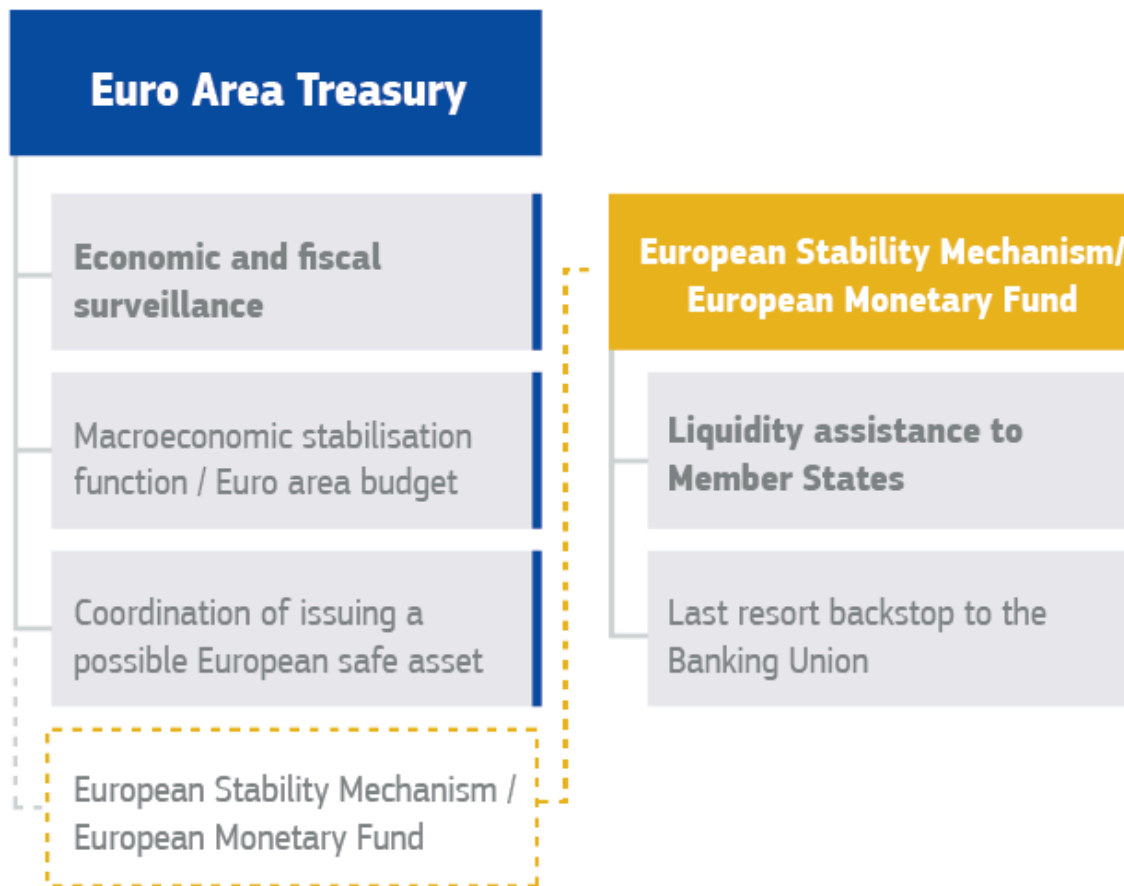 Euro Area Treasury
Economic and fiscal
surveillance
Macroeconomic stabilisation
function / Euro area budget
Coordination of issuing a
possible European safe asset
European Stability Mechanism /
European Monetary Fund
European Stability Mechanism/
European Monetary Fund
Liquidity assistance to
Member States
Last resort backstop to the
Banking Union